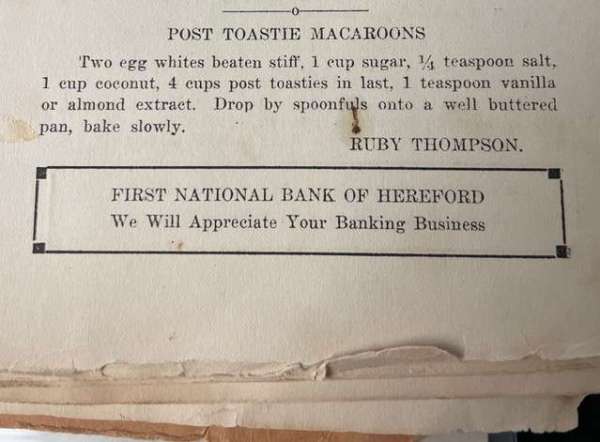 o
POST TOASTIE MACAROONS
Two egg whites beaten stiff, 1 cup sugar, ¼ teaspoon salt,
1 cup coconut, 4 cups post toasties in last, 1 teaspoon vanilla
or almond extract. Drop by spoonfuls onto a well buttered
pan, bake slowly.
RUBY THOMPSON.
FIRST NATIONAL BANK OF HEREFORD
We Will Appreciate Your Banking Business